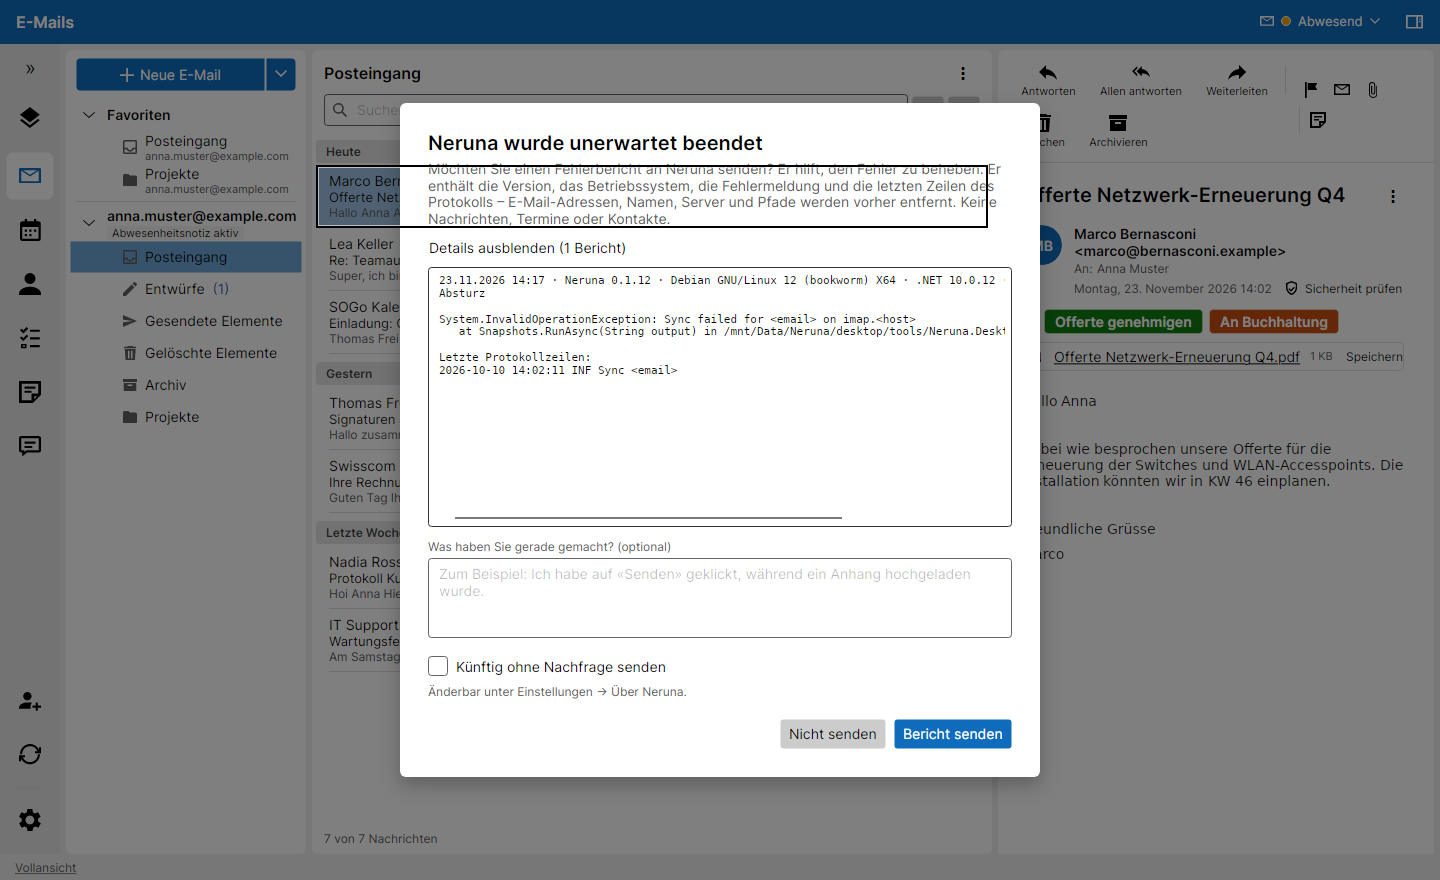 E-Mails
Abwesend
Neue E-Mail
Favoriten
Posteingang
anna.muster@example.com
Projekte
anna.muster@example.com
anna.muster@example.com
Abwesenheitsnotiz aktiv
Posteingang
Entwürfe (1)
Gesendete Elemente
Gelöschte Elemente
Archiv
Projekte
Posteingang
Suche
Heute
Marco Ber
Offerte Net
Hallo Anna A
Lea Keller
Re: Teamau
Super, ich bi
SOGo Kale
Einladung:
Thomas Frei
Gestern
Thomas Fr
Signaturen
Hallo zusamm
Swisscom
Ihre Rechnu
Guten Tag Ih
Letzte Woch
Nadia Ross
Protokoll Ku
Hoi Anna Hie
IT Support
Wartungsfe
Am Samstag
7 von 7 Nachrichten
Neruna wurde unerwartet beendet
Möchten Sie einen Fehlerbericht an Neruna senden? Er hilft, den Fehler zu beheben. Er
enthält die Version, das Betriebssystem, die Fehlermeldung und die letzten Zeilen des
Protokolls – E-Mail-Adressen, Namen, Server und Pfade werden vorher entfernt. Keine
Nachrichten, Termine oder Kontakte.
Details ausblenden (1 Bericht)
23.11.2026 14:17 · Neruna 0.1.12 · Debian GNU/Linux 12 (bookworm) X64 · .NET 10.0.12
Absturz
System.InvalidOperationException: Sync failed for <email> on imap.<host>
at Snapshots.RunAsync(String output) in /mnt/Data/Neruna/desktop/tools/Neruna.Deskt
Letzte Protokollzeilen:
2026-10-10 14:02:11 INF Sync <email>
Was haben Sie gerade gemacht? (optional)
Zum Beispiel: Ich habe auf «Senden» geklickt, während ein Anhang hochgeladen
wurde.
Künftig ohne Nachfrage senden
Änderbar unter Einstellungen → Über Neruna.
Nicht senden
Bericht senden
Antworten
Allen antworten
Weiterleiten
chen
Archivieren
fferte Netzwerk-Erneuerung Q4
MB
Marco Bernasconi
<marco@bernasconi.example>
An: Anna Muster
Montag, 23. November 2026 14:02
Sicherheit prüfen
Offerte genehmigen
An Buchhaltung
Offerte Netzwerk-Erneuerung Q4.pdf 1 KB Speichern
llo Anna
bei wie besprochen unsere Offerte für die
neuerung der Switches und WLAN-Accesspoints. Die
stallation könnten wir in KW 46 einplanen.
eundliche Grüsse
arco
Vollansicht